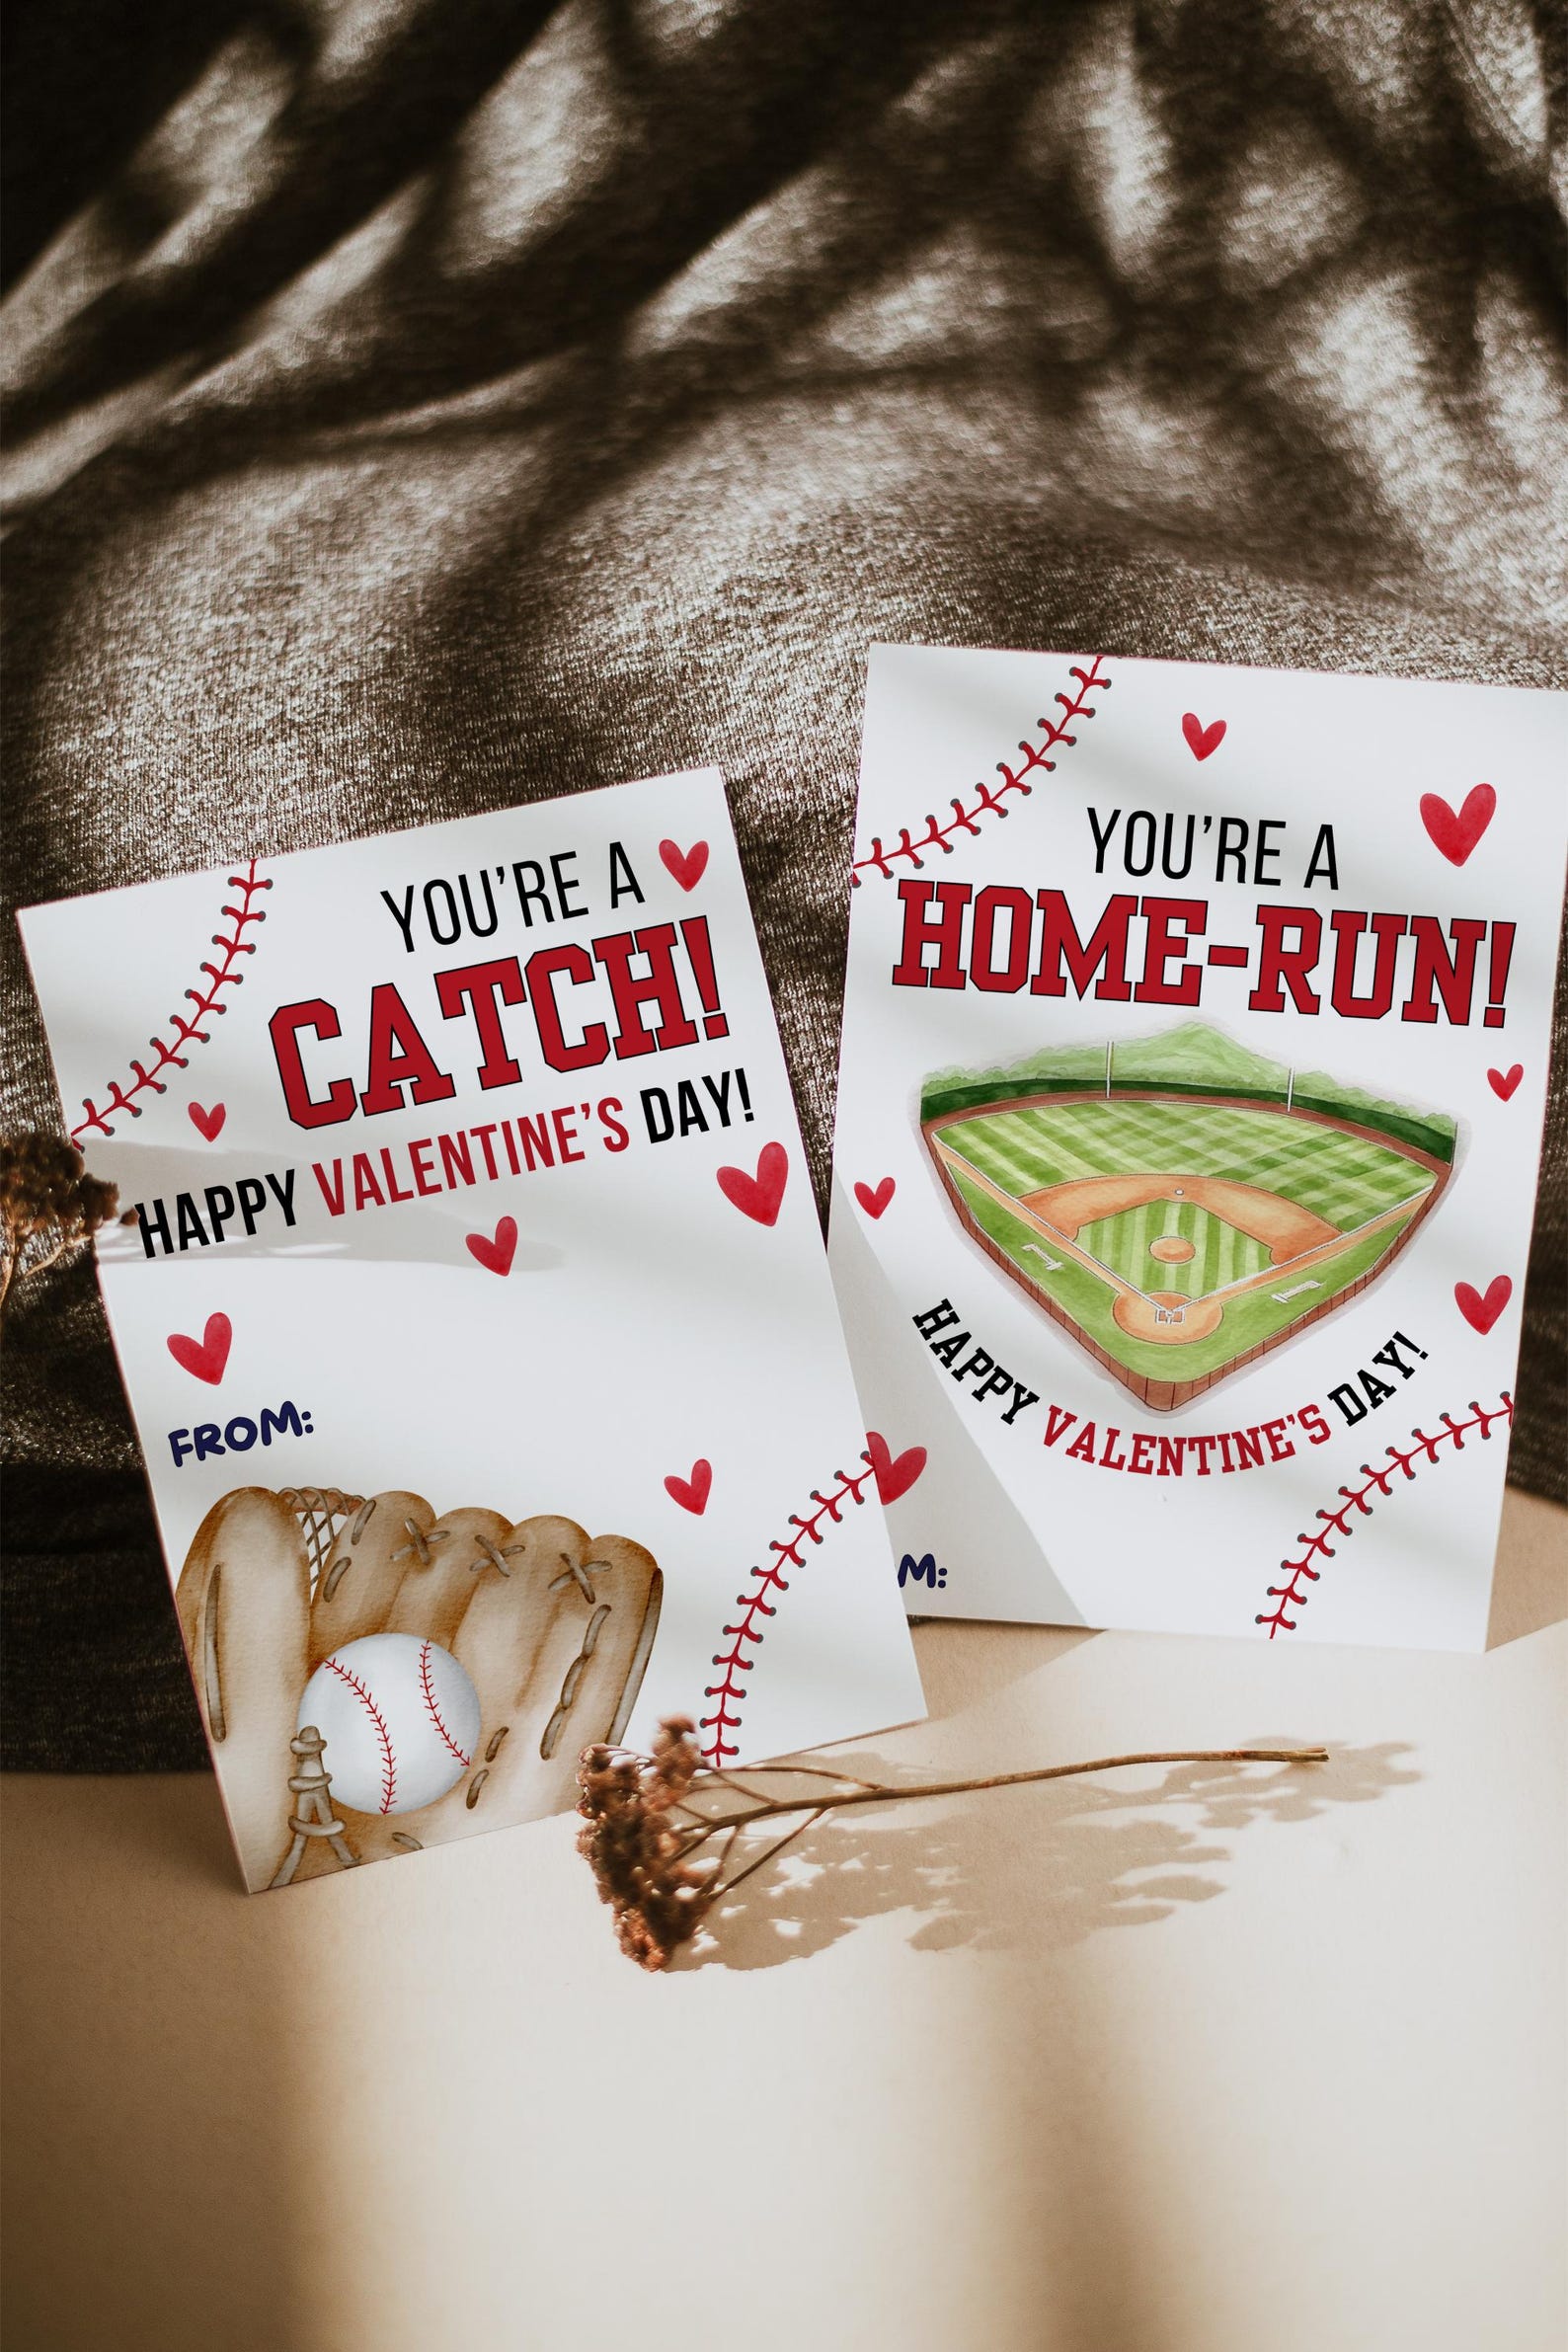 YOU'RE A
CATCH!
HAPPY VALENTINE'S DAY!
FROM:
YOU'RE A
HOME-RUN!
HAPPY VALENTINE'S DAY!
M: